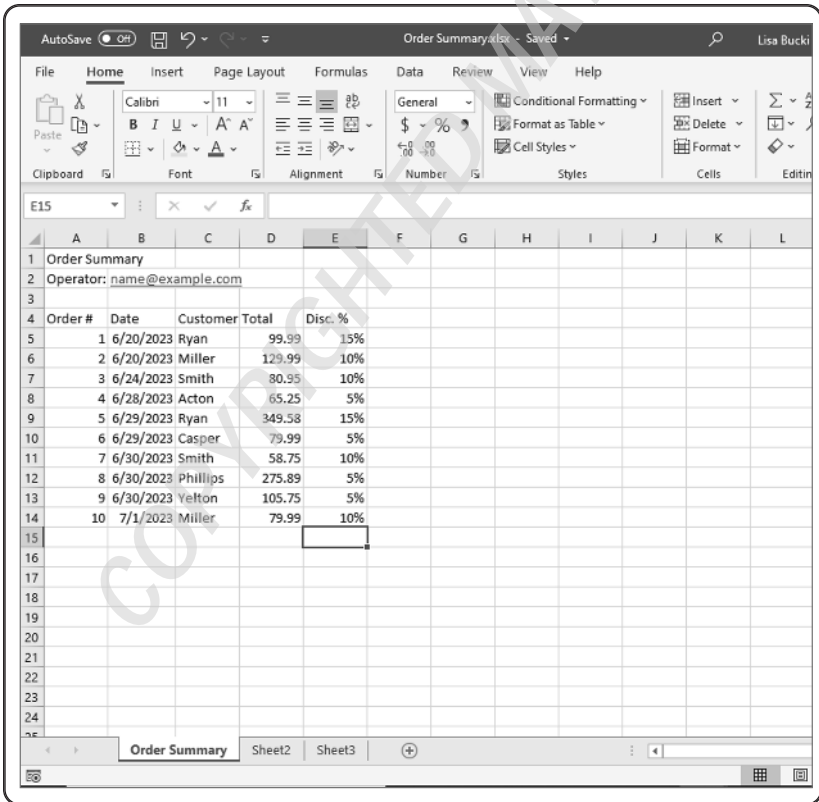 AutoSave Off Order Summary.xlsx - Saved Lisa Bucki
File Home Insert Page Layout Formulas Data Review View Help
Paste Calibri 11 General Conditional Formatting Insert
B I U A A $ % Format as Table Delete
A Cell Styles Format
Clipboard Font Alignment Number Styles Cells Editin
E15 fx
A B C D E F G H I J K L
1 Order Summary
2 Operator: name@example.com
3
4 Order # Date Customer Total Disc. %
5 1 6/20/2023 Ryan 99.99 15%
6 2 6/20/2023 Miller 129.99 10%
7 3 6/24/2023 Smith 80.95 10%
8 4 6/28/2023 Acton 65.25 5%
9 5 6/29/2023 Ryan 349.58 15%
10 6 6/29/2023 Casper 79.99 5%
11 7 6/30/2023 Smith 58.75 10%
12 8 6/30/2023 Phillips 275.89 5%
13 9 6/30/2023 Yelton 105.75 5%
14 10 7/1/2023 Miller 79.99 10%
15
16
17
18
19
20
21
22
23
24
25
Order Summary Sheet2 Sheet3
COPYRIGHTED MA